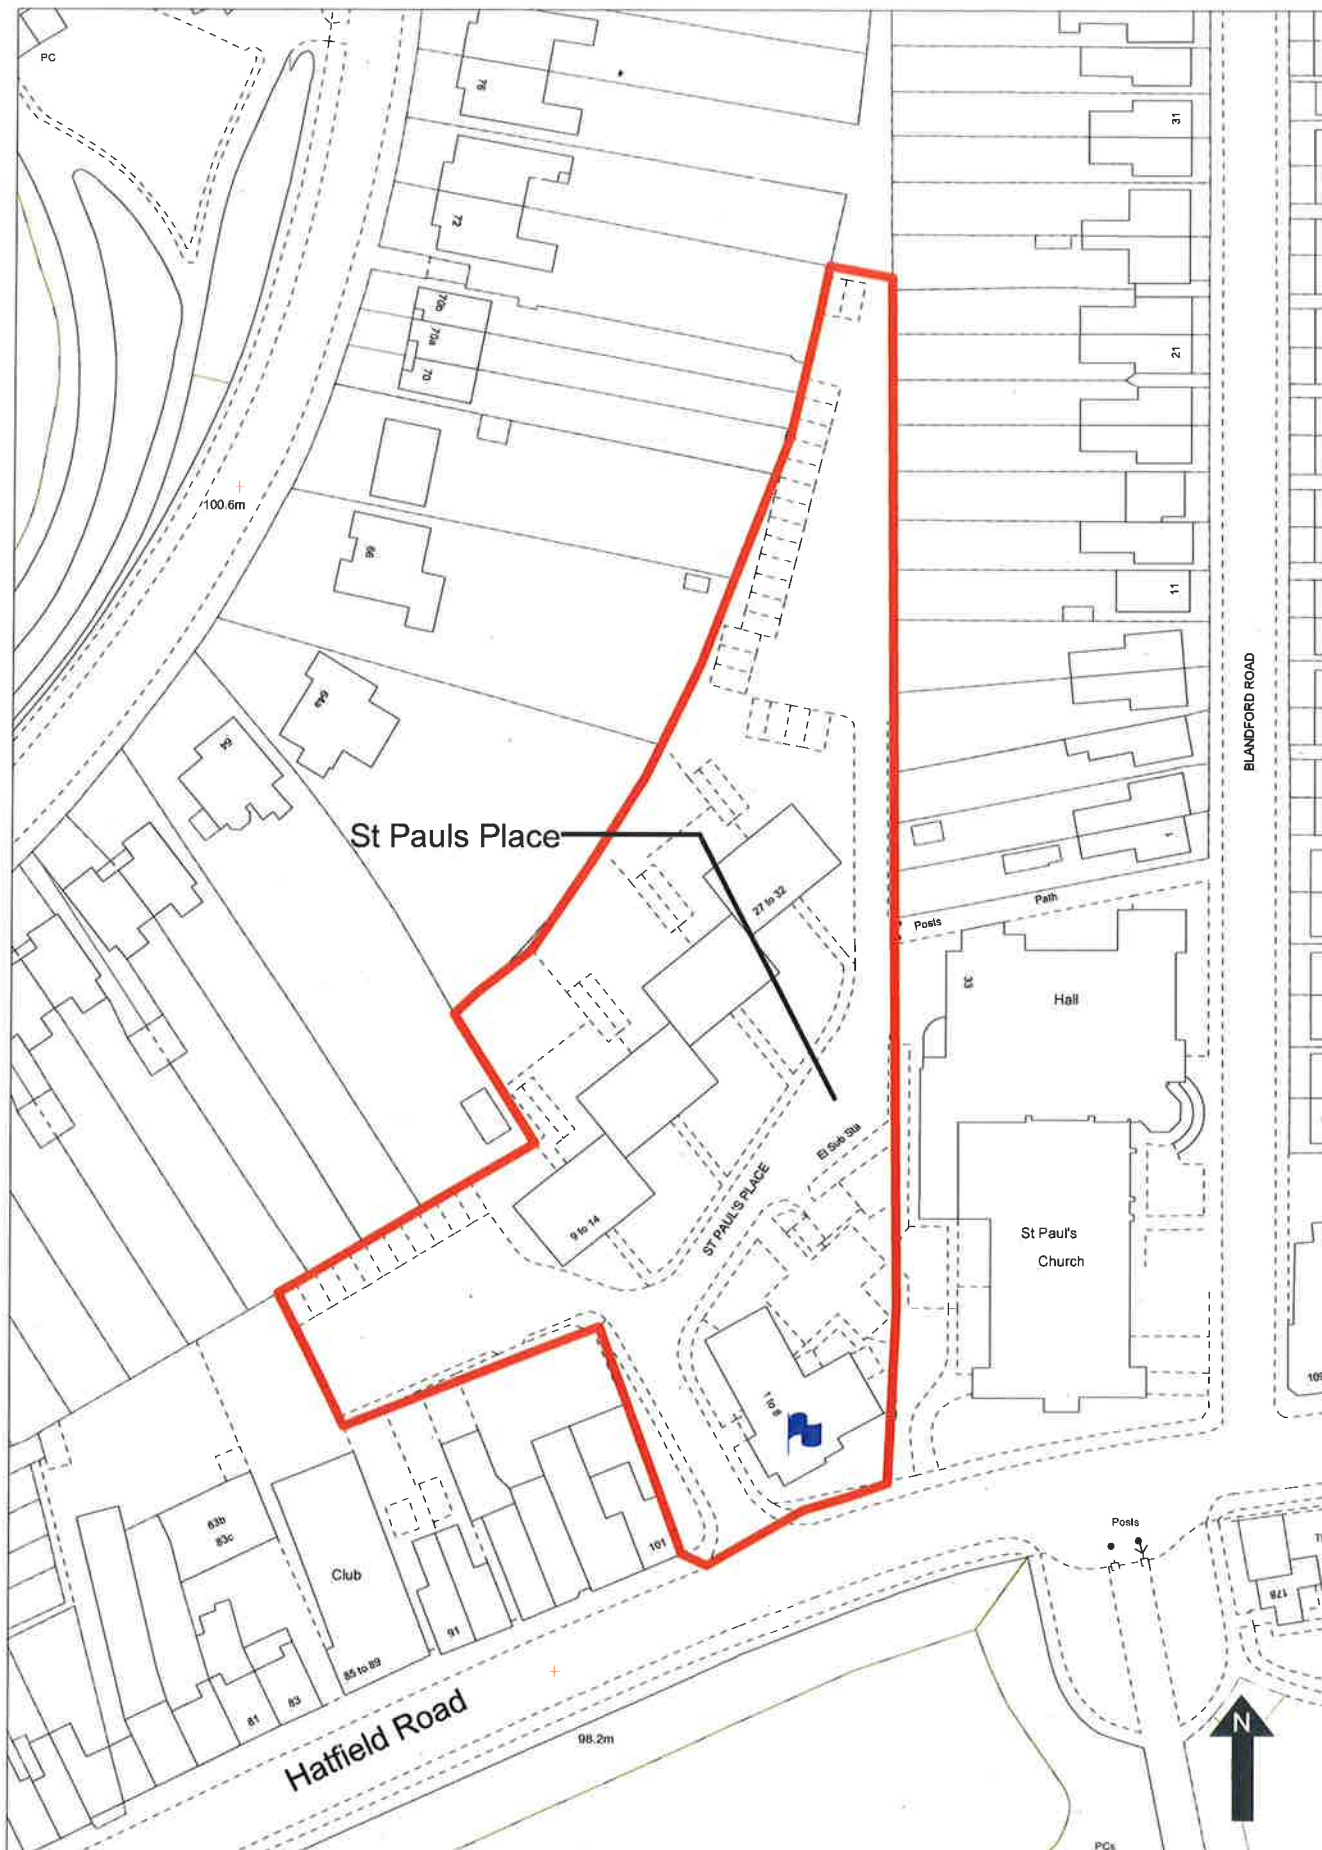 PC
76
31
72
70b
70a
70
21
100.6m
66
11
64a
64
BLANDFORD ROAD
1
St Pauls Place
27 to 32
Path
Posts
33
Hall
El Sub Sta
ST PAUL'S PLACE
9 to 14
St Paul's
Church
1 to 8
109
Posts
101
83b
83c
Club
91
85 to 89
83
81
178
Hatfield Road
98.2m
N
PCs